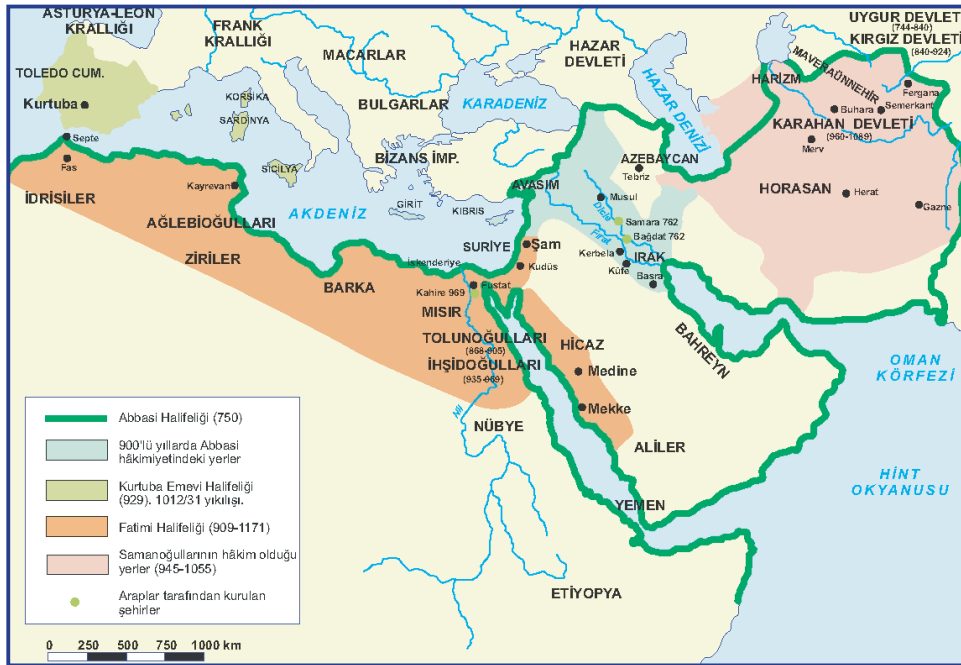 ASTURYA-LEON
KRALLIĞI
FRANK
KRALLIĞI
MACARLAR
HAZAR
DEVLETİ
UYGUR DEVLETİ
(744-840)
KIRGIZ DEVLETİ
(840-924)
TOLEDO CUM.
Kurtuba
KORSİKA
SARDİNYA
BULGARLAR
KARADENİZ
HAZAR DENİZİ
HARİZM
MAVERAÜNNEHİR
Fergana
Buhara
Semerkant
KARAHAN DEVLETİ
(960-1089)
Merv
Septe
Fas
SİCİLYA
BİZANS İMP.
AZEBAYCAN
Tebriz
İDRİSİLER
Kayrevan
AĞLEBİOĞULLARI
AKDENİZ
GİRİT
KIBRIS
AVASIM
Musul
Dicle
Samara 762
Fırat
Bağdat 762
HORASAN
Herat
Gazne
ZIRİLER
SURİYE
Şam
Kerbela
IRAK
İskenderiye
Kudüs
Küfe
Basra
BARKA
Kahire 969
Fustat
MISIR
TOLUNOĞULLARI
(868-905)
İHŞİDOĞULLARI
(935-969)
HİCAZ
Medine
Mekke
BAHREYN
OMAN
KÖRFEZİ
Nil
NÜBYE
ALİLER
HİNT
OKYANUSU
YEMEN
ETİYOPYA
Abbasi Halifeliği (750)
900'lü yıllarda Abbasi
hâkimiyetindeki yerler
Kurtuba Emevi Halifeliği
(929). 1012/31 yıkılışı.
Fatimi Halifeliği (909-1171)
Samanoğullarının hâkim olduğu
yerler (945-1055)
Araplar tarafından kurulan
şehirler
0 250 500 750 1000 km